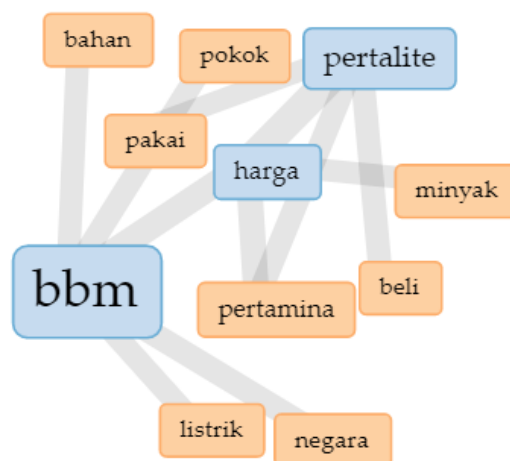 bahan
pokok
pertalite
pakai
harga
minyak
bbm
pertamina
beli
listrik
negara